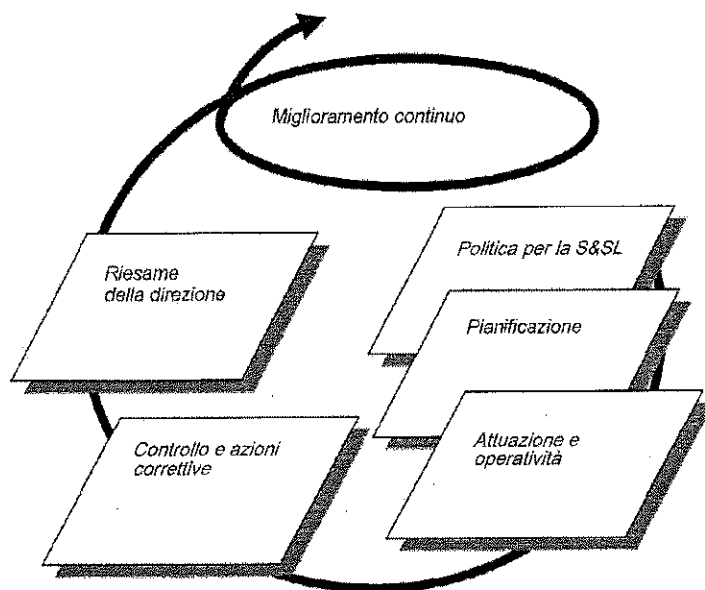 Miglioramento continuo
Politica per la S&SL
Riesame
della direzione
Pianificazione
Controllo e azioni
correttive
Attuazione e
operatività